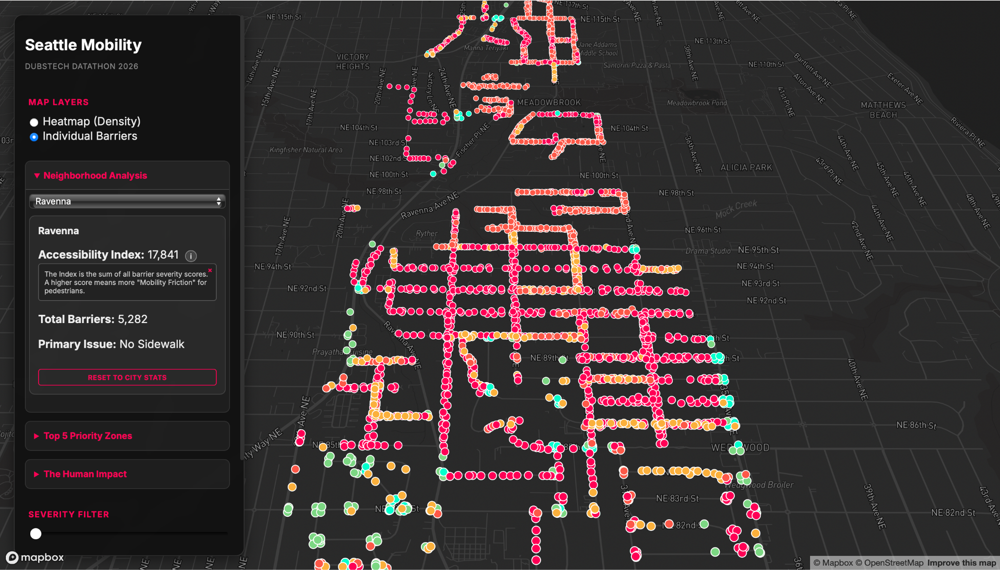 Seattle Mobility
DUBSTECH DATATHON 2026
MAP LAYERS
Heatmap (Density)
Individual Barriers
Neighborhood Analysis
Ravenna
Ravenna
Accessibility Index: 17,841 i
The Index is the sum of all barrier severity scores. ×
A higher score means more "Mobility Friction" for
pedestrians.
Total Barriers: 5,282
Primary Issue: No Sidewalk
RESET TO CITY STATS
Top 5 Priority Zones
The Human Impact
SEVERITY FILTER
mapbox
NE 115th St
NE 117th St
NE 115th St
NE 113th St
NE 110th St
VICTORY
HEIGHTS
Manna Teriyaki
Jane Addams
Middle School
Santorini Pizza & Pasta
38th Ave NE
Bartlett Ave NE
Alton Ave NE
Exeter Ave NE
Riviera Pl NE
41st Pl NE
14th Ave NE
15th Ave NE
17th Ave NE
20th Ave NE
Victory Ln NE
24th Ave NE
MEADOWBROOK
Meadowbrook Pond
MATTHEWS
BEACH
NE 104th St
NE 104th St
NE 103rd St
NE 102nd S
NE 100th St
NE 100th St
NE 98th St
NE 98th St
Kingfisher Natural Area
Fischer Pl NE
36th Ave NE
ALICIA PARK
43rd Pl NE
44th Ave NE
45th Ave NE
46th Ave NE
48th Ave NE
44th Ave NE
42nd Ave NE
Mock Creek
Ravenna Ave NE
20th Ave NE
17th Ave NE
Ryther
NE 96th St
NE 95th St
Drama Studio
NE 94th St
NE 94th St
NE 93rd St
NE 92nd St
NE 92nd St
NE 90th St
Prayatha Cuisine
Ravenna Ave NE
NE 89th St
40th Ave NE
NE 86th St
NE 85th
WEDGWOOD
Wedgwood Broiler
NE 83rd St
NE 82nd St
NE 82nd St
39th Ave NE
43rd Ave NE
© Mapbox © OpenStreetMap Improve this map